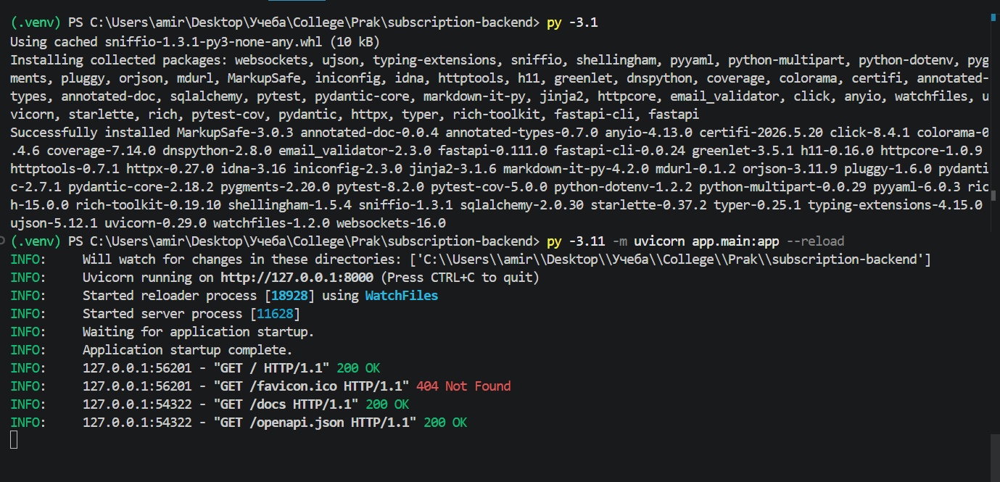 (.venv) PS C:\Users\amir\Desktop\Учеба\College\Prak\subscription-backend> py -3.1
Using cached sniffio-1.3.1-py3-none-any.whl (10 kB)
Installing collected packages: websockets, ujson, typing-extensions, sniffio, shellingham, pyyaml, python-multipart, python-dotenv, pyg
ments, pluggy, orjson, mdurl, MarkupSafe, iniconfig, idna, httptools, h11, greenlet, dnspython, coverage, colorama, certifi, annotated-
types, annotated-doc, sqlalchemy, pytest, pydantic-core, markdown-it-py, jinja2, httpcore, email_validator, click, anyio, watchfiles, u
vicorn, starlette, rich, pytest-cov, pydantic, httpx, typer, rich-toolkit, fastapi-cli, fastapi
Successfully installed MarkupSafe-3.0.3 annotated-doc-0.0.4 annotated-types-0.7.0 anyio-4.13.0 certifi-2026.5.20 click-8.4.1 colorama-0
.4.6 coverage-7.14.0 dnspython-2.8.0 email_validator-2.3.0 fastapi-0.111.0 fastapi-cli-0.0.24 greenlet-3.5.1 h11-0.16.0 httpcore-1.0.9
httptools-0.7.1 httpx-0.27.0 idna-3.16 iniconfig-2.3.0 jinja2-3.1.6 markdown-it-py-4.2.0 mdurl-0.1.2 orjson-3.11.9 pluggy-1.6.0 pydanti
c-2.7.1 pydantic-core-2.18.2 pygments-2.20.0 pytest-8.2.0 pytest-cov-5.0.0 python-dotenv-1.2.2 python-multipart-0.0.29 pyyaml-6.0.3 ric
h-15.0.0 rich-toolkit-0.19.10 shellingham-1.5.4 sniffio-1.3.1 sqlalchemy-2.0.30 starlette-0.37.2 typer-0.25.1 typing-extensions-4.15.0
ujson-5.12.1 uvicorn-0.29.0 watchfiles-1.2.0 websockets-16.0
(.venv) PS C:\Users\amir\Desktop\Учеба\College\Prak\subscription-backend> py -3.11 -m uvicorn app.main:app --reload
INFO: Will watch for changes in these directories: ['C:\\Users\\amir\\Desktop\\Учеба\\College\\Prak\\subscription-backend']
INFO: Uvicorn running on http://127.0.0.1:8000 (Press CTRL+C to quit)
INFO: Started reloader process [18928] using WatchFiles
INFO: Started server process [11628]
INFO: Waiting for application startup.
INFO: Application startup complete.
INFO: 127.0.0.1:56201 - "GET / HTTP/1.1" 200 OK
INFO: 127.0.0.1:56201 - "GET /favicon.ico HTTP/1.1" 404 Not Found
INFO: 127.0.0.1:54322 - "GET /docs HTTP/1.1" 200 OK
INFO: 127.0.0.1:54322 - "GET /openapi.json HTTP/1.1" 200 OK